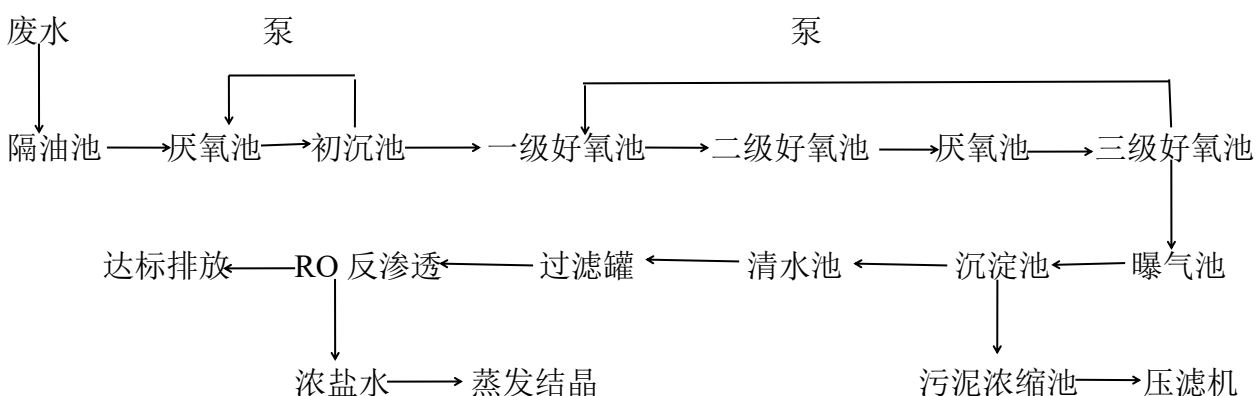 废水 泵 泵
隔油池 厌氧池 初沉池 一级好氧池 二级好氧池 厌氧池 三级好氧池
达标排放 RO 反渗透 过滤罐 清水池 沉淀池 曝气池
浓盐水 蒸发结晶 污泥浓缩池 压滤机